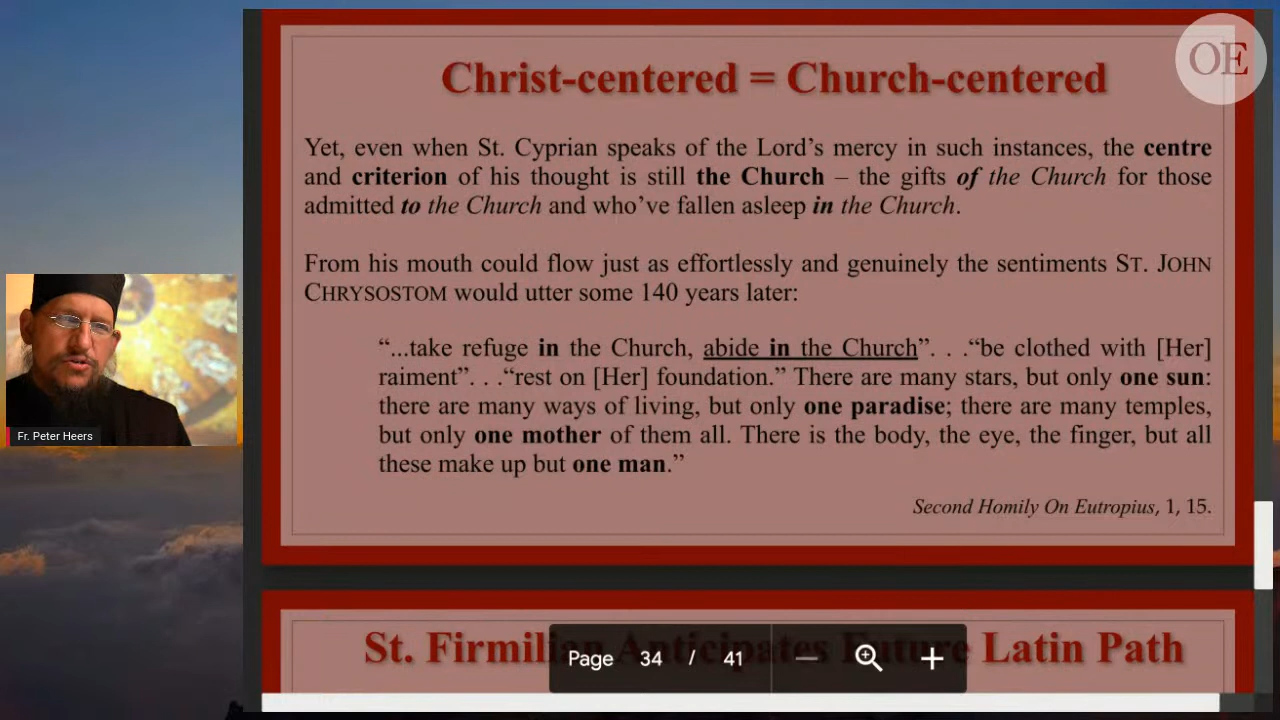 OE
Christ-centered = Church-centered
Yet, even when St. Cyprian speaks of the Lord’s mercy in such instances, the centre
and criterion of his thought is still the Church – the gifts of the Church for those
admitted to the Church and who’ve fallen asleep in the Church.
From his mouth could flow just as effortlessly and genuinely the sentiments ST. JOHN
CHRYSOSTOM would utter some 140 years later:
“...take refuge in the Church, abide in the Church”. . .“be clothed with [Her]
raiment”. . .“rest on [Her] foundation.” There are many stars, but only one sun:
there are many ways of living, but only one paradise; there are many temples,
but only one mother of them all. There is the body, the eye, the finger, but all
these make up but one man.”
Second Homily On Eutropius, 1, 15.
Fr. Peter Heers
St. Firmilian Anticipates Future Latin Path
Page 34 / 41